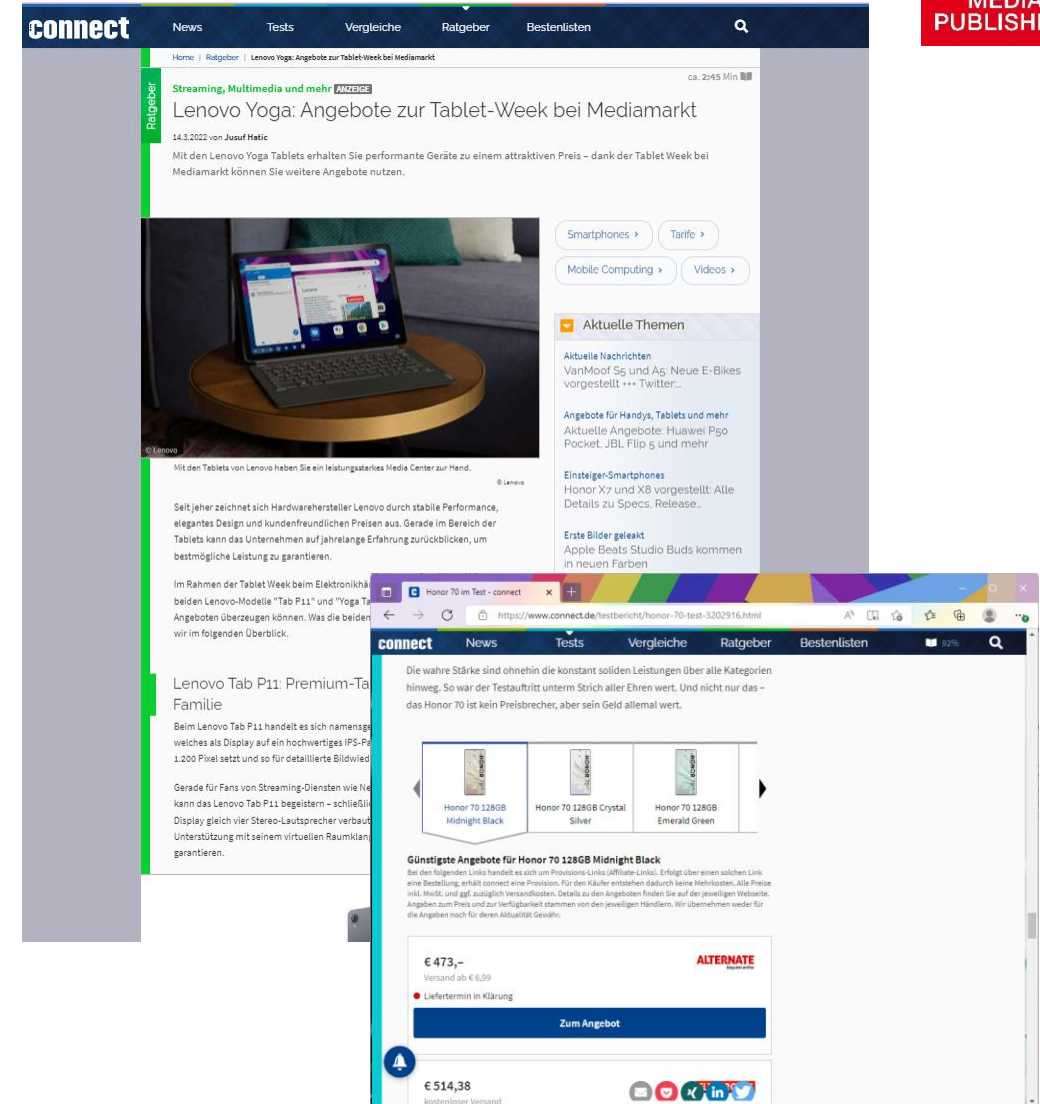 MEDIA
PUBLISHE
connect
News Tests Vergleiche Ratgeber Bestenlisten
Home | Ratgeber | Lenovo Yoga: Angebote zur Tablet-Week bei Mediamarkt
ca. 2:45 Min
Ratgeber
Streaming, Multimedia und mehr ANZEIGE
Lenovo Yoga: Angebote zur Tablet-Week bei Mediamarkt
14.3.2022 von Jusuf Hatic
Mit den Lenovo Yoga Tablets erhalten Sie performante Geräte zu einem attraktiven Preis – dank der Tablet Week bei
Mediamarkt können Sie weitere Angebote nutzen.
© Lenovo
Mit den Tablets von Lenovo haben Sie ein leistungsstarkes Media Center zur Hand.
© Lenovo
Seit jeher zeichnet sich Hardwarehersteller Lenovo durch stabile Performance,
elegantes Design und kundenfreundlichen Preisen aus. Gerade im Bereich der
Tablets kann das Unternehmen auf jahrelange Erfahrung zurückblicken, um
bestmögliche Leistung zu garantieren.
Im Rahmen der Tablet Week beim Elektronikhä
beiden Lenovo-Modelle "Tab P11" und "Yoga Ta
Angeboten überzeugen können. Was die beiden
wir im folgenden Überblick.
Lenovo Tab P11: Premium-Ta
Familie
Beim Lenovo Tab P11 handelt es sich namensge
welches als Display auf ein hochwertiges IPS-Pa
1.200 Pixel setzt und so für detaillierte Bildwied
Gerade für Fans von Streaming-Diensten wie Ne
kann das Lenovo Tab P11 begeistern – schließli
Display gleich vier Stereo-Lautsprecher verbaut
Unterstützung mit seinem virtuellen Raumklang
garantieren.
Smartphones ›
Tarife ›
Mobile Computing ›
Videos ›
Aktuelle Themen
Aktuelle Nachrichten
VanMoof S5 und A5: Neue E-Bikes
vorgestellt +++ Twitter:...
Angebote für Handys, Tablets und mehr
Aktuelle Angebote: Huawei P50
Pocket, JBL Flip 5 und mehr
Einsteiger-Smartphones
Honor X7 und X8 vorgestellt: Alle
Details zu Specs, Release...
Erste Bilder geleakt
Apple Beats Studio Buds kommen
in neuen Farben
Honor 70 im Test - connect
https://www.connect.de/testbericht/honor-70-test-3202916.html
connect News Tests Vergleiche Ratgeber Bestenlisten 92%
Die wahre Stärke sind ohnehin die konstant soliden Leistungen über alle Kategorien
hinweg. So war der Testauftritt unterm Strich aller Ehren wert. Und nicht nur das –
das Honor 70 ist kein Preisbrecher, aber sein Geld allemal wert.
HONOR 70
HONOR 70
HONOR 70
Honor 70 128GB
Midnight Black
Honor 70 128GB Crystal
Silver
Honor 70 128GB
Emerald Green
Günstigste Angebote für Honor 70 128GB Midnight Black
Bei den folgenden Links handelt es sich um Provisions-Links (Affiliate-Links). Erfolgt über einen solchen Link
eine Bestellung, erhält connect eine Provision. Für den Käufer entstehen dadurch keine Mehrkosten. Alle Preise
inkl. MwSt. und ggf. zuzüglich Versandkosten. Details zu den Angeboten finden Sie auf der jeweiligen Webseite.
Angaben zum Preis und zur Verfügbarkeit stammen von den jeweiligen Händlern. Wir übernehmen weder für
die Angaben noch für deren Aktualität Gewähr.
€ 473,–
ALTERNATE
Versand ab € 6,99
Liefertermin in Klärung
Zum Angebot
€ 514,38
kostenloser Versand